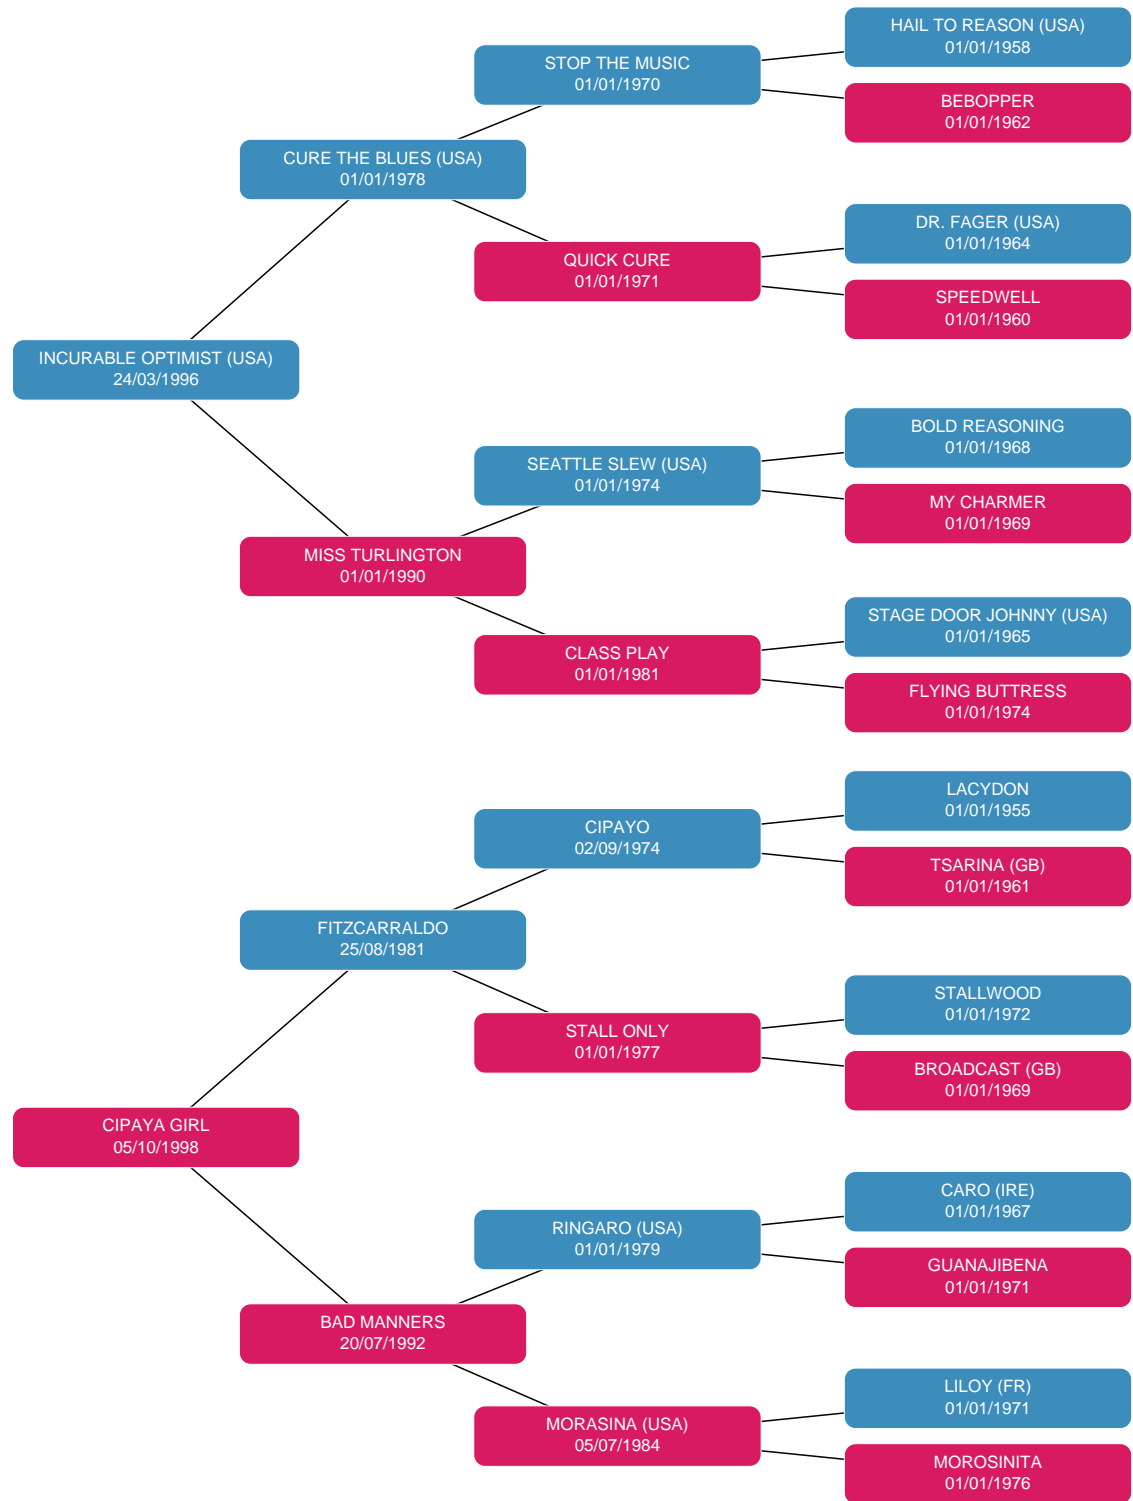 HAIL TO REASON (USA)
01/01/1958
STOP THE MUSIC
01/01/1970
BEBOPPER
01/01/1962
CURE THE BLUES (USA)
01/01/1978
DR. FAGER (USA)
01/01/1964
QUICK CURE
01/01/1971
SPEEDWELL
01/01/1960
INCURABLE OPTIMIST (USA)
24/03/1996
BOLD REASONING
01/01/1968
SEATTLE SLEW (USA)
01/01/1974
MY CHARMER
01/01/1969
MISS TURLINGTON
01/01/1990
STAGE DOOR JOHNNY (USA)
01/01/1965
CLASS PLAY
01/01/1981
FLYING BUTTRESS
01/01/1974
LACYDON
01/01/1955
CIPAYO
02/09/1974
TSARINA (GB)
01/01/1961
FITZCARRALDO
25/08/1981
STALLWOOD
01/01/1972
STALL ONLY
01/01/1977
BROADCAST (GB)
01/01/1969
CIPAYA GIRL
05/10/1998
CARO (IRE)
01/01/1967
RINGARO (USA)
01/01/1979
GUANAJIBENA
01/01/1971
BAD MANNERS
20/07/1992
LILOY (FR)
01/01/1971
MORASINA (USA)
05/07/1984
MOROSINITA
01/01/1976